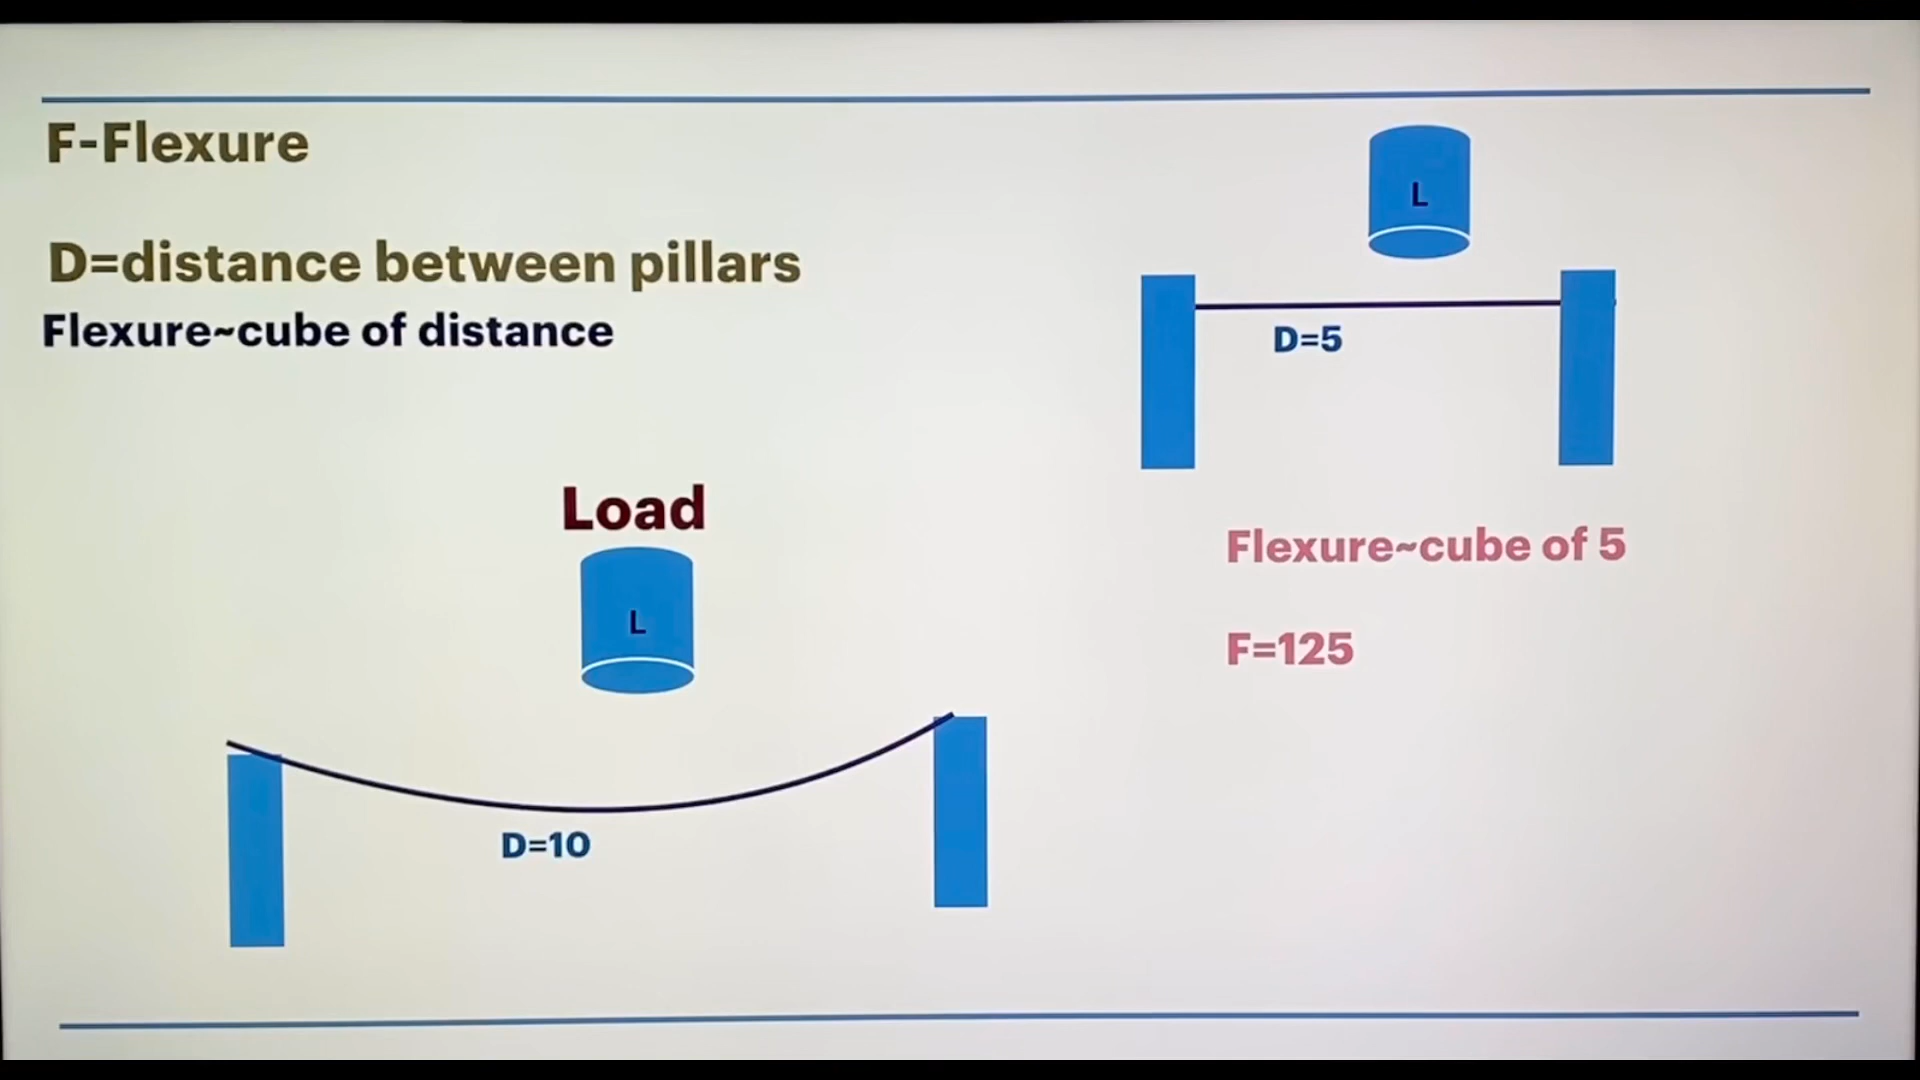 F-Flexure
D=distance between pillars
Flexure~cube of distance
Load
L
D=10
L
D=5
Flexure~cube of 5
F=125